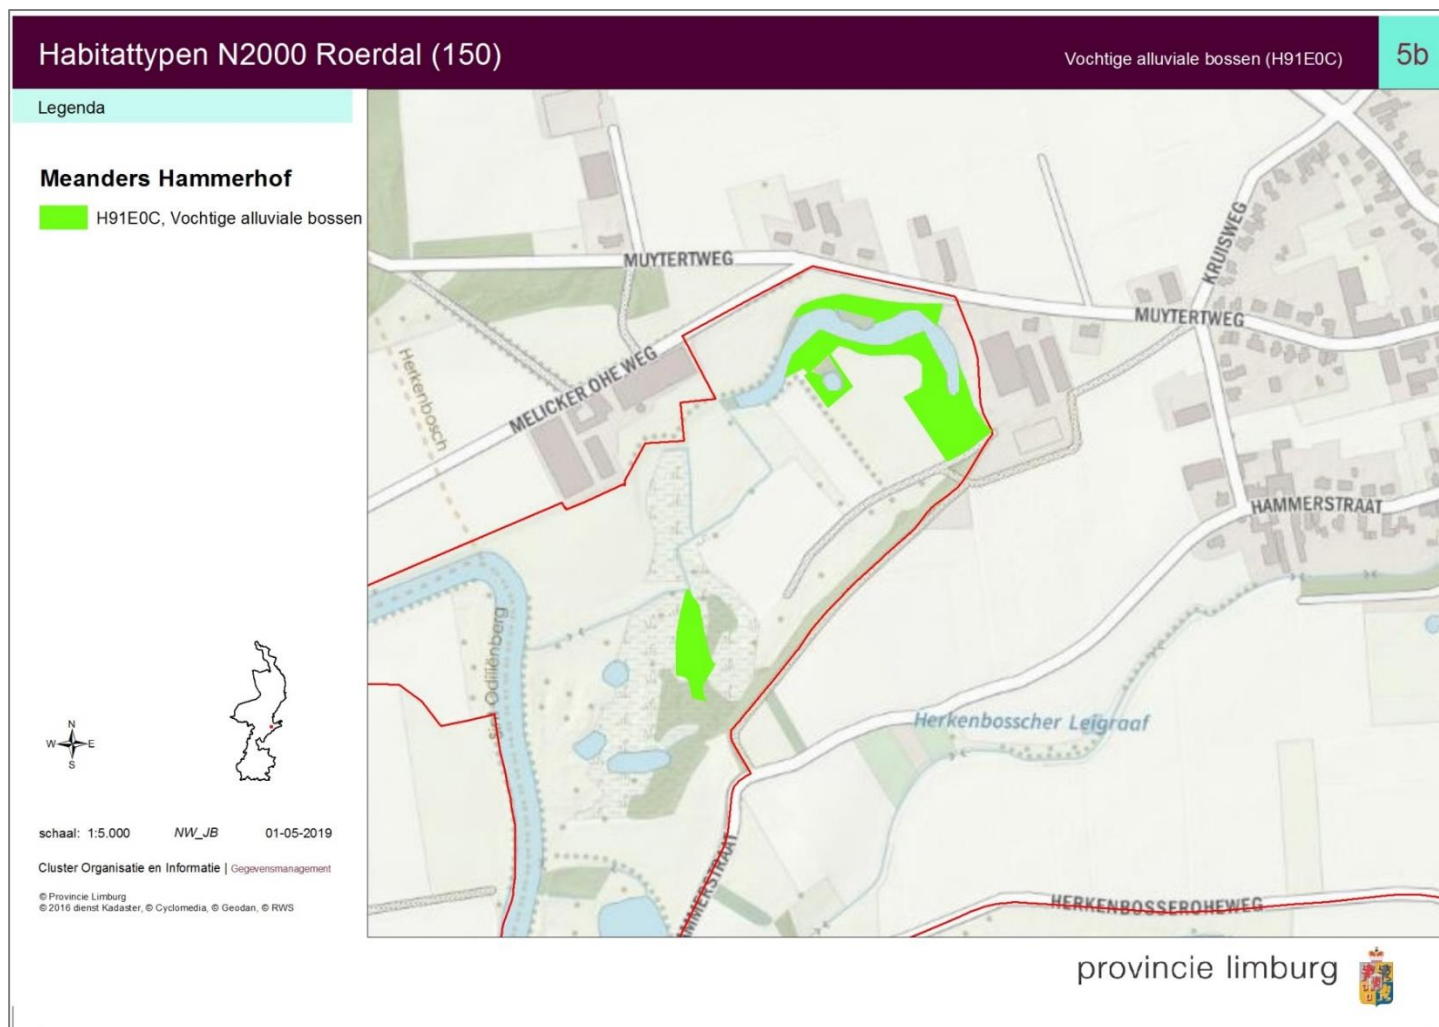 Habitattypen N2000 Roerdal (150)
Vochtige alluviale bossen (H91E0C)
5b
Legenda
Meanders Hammerhof
H91E0C, Vochtige alluviale bossen
MUYTERTWEG
KRUISWEG
MUYTERTWEG
MELICKER OHE WEG
Herkenbosch
HAMMERSTRAAT
Odiliënberg
Herkenbosscher Leigraaf
HERKENBOSSEROHEWEG
N
W E
S
schaal: 1:5.000 NW_JB 01-05-2019
Cluster Organisatie en Informatie | Gegevensmanagement
© Provincie Limburg
© 2016 dienst Kadaster, © Cyclomedia, © Geodan, © RWS
AMMERSTRAAT
provincie limburg